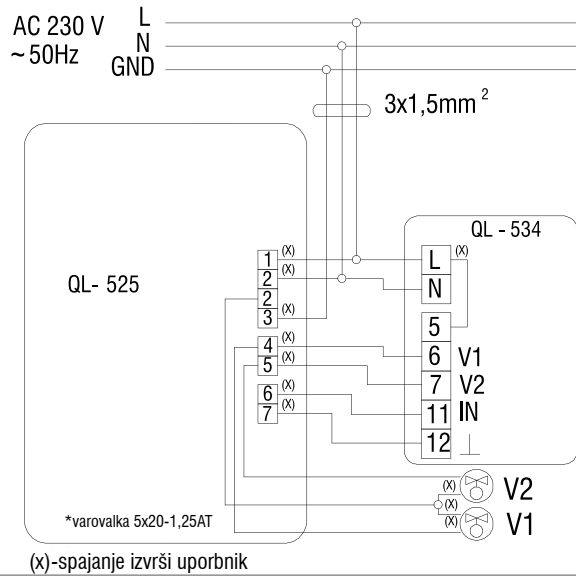 AC 230 V L
~50Hz N
GND
3x1,5mm²
QL - 534
QL- 525
1 (X)
2 (X)
2
3 (X)
4 (X)
5 (X)
6 (X)
7 (X)
L (X)
N
5
6 V1
7 V2
11 IN
12
(X) V2
(X)
(X) V1
*varovalka 5x20-1,25AT
(x)-spajanje izvrši uporbnik